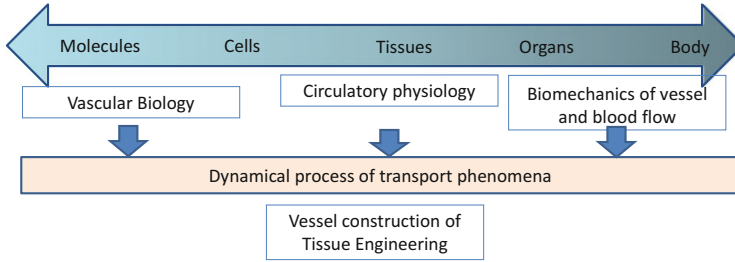 Molecules Cells Tissues Organs Body
Vascular Biology
Circulatory physiology
Biomechanics of vessel
and blood flow
Dynamical process of transport phenomena
Vessel construction of
Tissue Engineering